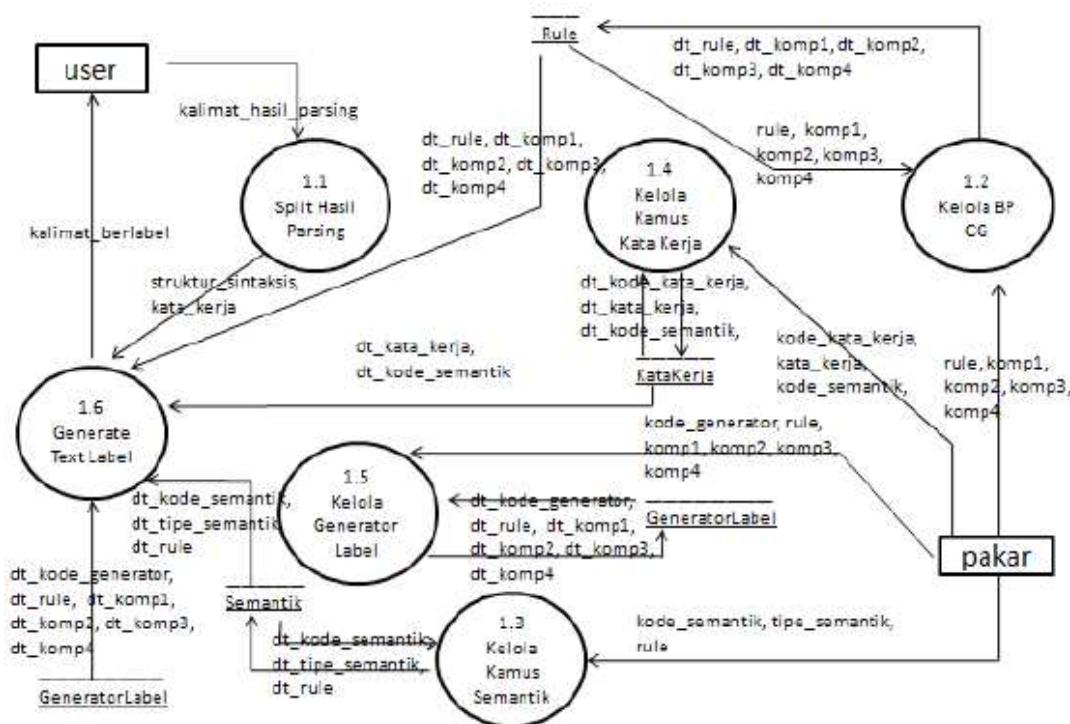 Rule
dt_rule, dt_komp1, dt_komp2,
dt_komp3, dt_komp4
user
kalimat_hasil_parsing
dt_rule, dt_komp1,
dt_komp2, dt_komp3,
dt_komp4
rule, komp1,
komp2, komp3,
komp4
1.1
Split Hasil
Parsing
1.4
Kelola
Kamus
Kata Kerja
1.2
Kelola BP
CG
kalimat_berlabel
struktur_sintaksis,
kata_kerja
dt_kode_kata_kerja,
dt_kata_kerja,
dt_kode_semantik,
dt_kata_kerja,
dt_kode_semantik
KataKerja
kode_kata_kerja,
kata_kerja,
kode_semantik,
rule, komp1,
komp2, komp3,
komp4
1.6
Generate
Text Label
kode_generator, rule,
komp1, komp2, komp3,
komp4
1.5
Kelola
Generator
Label
dt_kode_semantik,
dt_tipe_semantik,
dt_rule
dt_kode_generator,
dt_rule, dt_komp1,
dt_komp2, dt_komp3,
dt_komp4
GeneratorLabel
pakar
dt_kode_generator,
dt_rule, dt_komp1,
dt_komp2, dt_komp3,
dt_komp4
Semantik
dt_kode_semantik,
dt_tipe_semantik,
dt_rule
1.3
Kelola
Kamus
Semantik
kode_semantik, tipe_semantik,
rule
GeneratorLabel